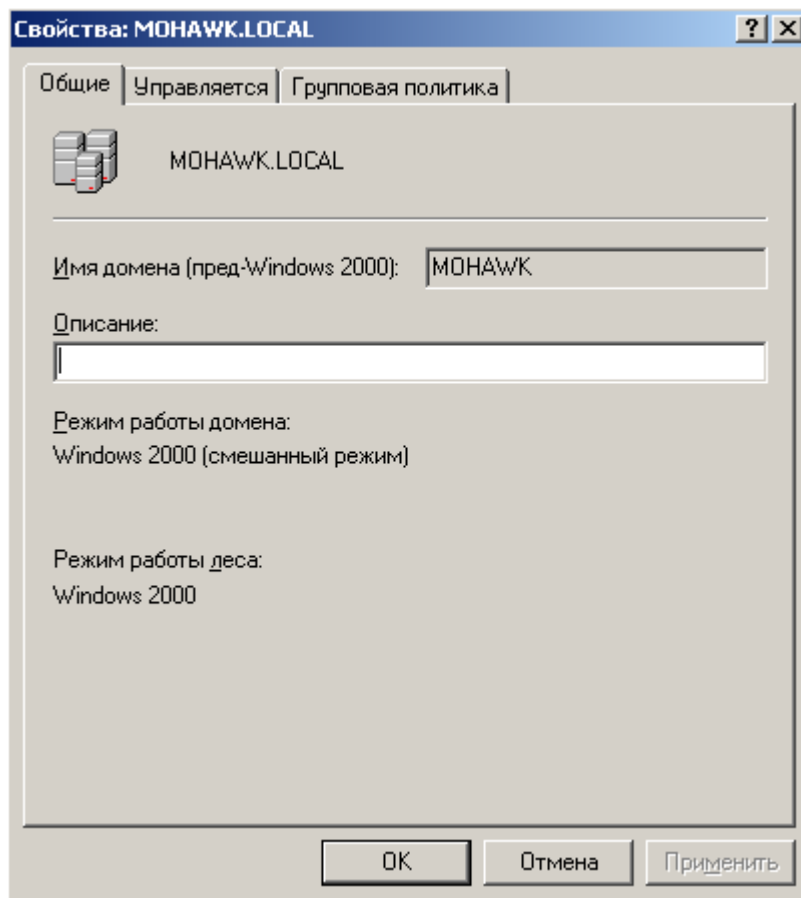 Свойства: MOHAWK.LOCAL
Общие Управляется Групповая политика
MOHAWK.LOCAL
Имя домена (пред-Windows 2000): MOHAWK
Описание:
Режим работы домена:
Windows 2000 (смешанный режим)
Режим работы леса:
Windows 2000
OK Отмена Применить